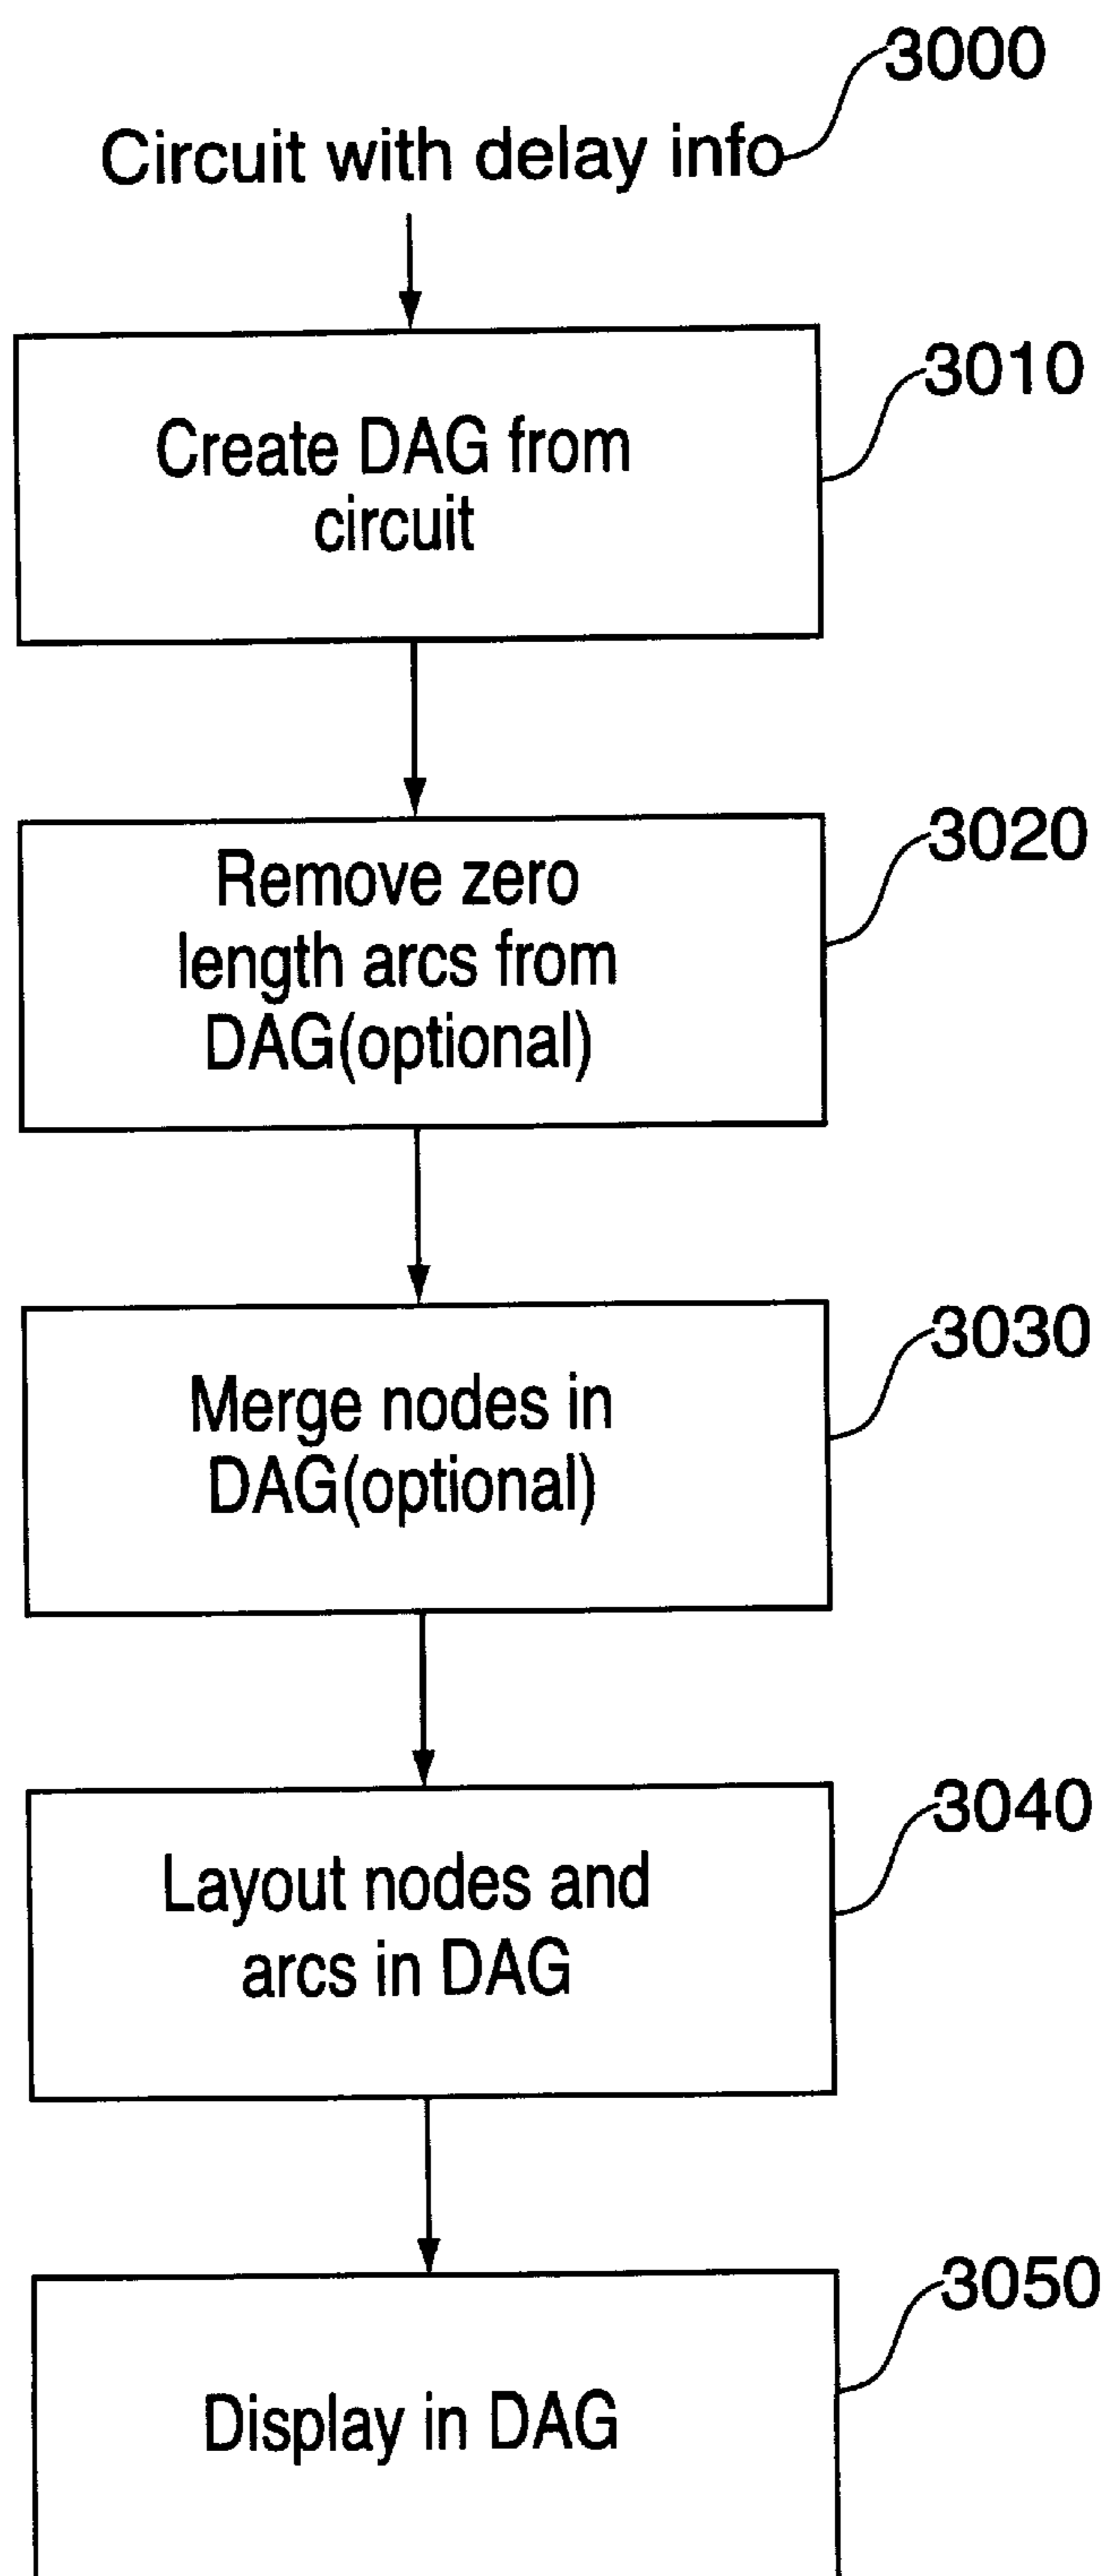 3000
Circuit with delay info
3010
Create DAG from
circuit
3020
Remove zero
length arcs from
DAG(optional)
3030
Merge nodes in
DAG(optional)
3040
Layout nodes and
arcs in DAG
3050
Display in DAG